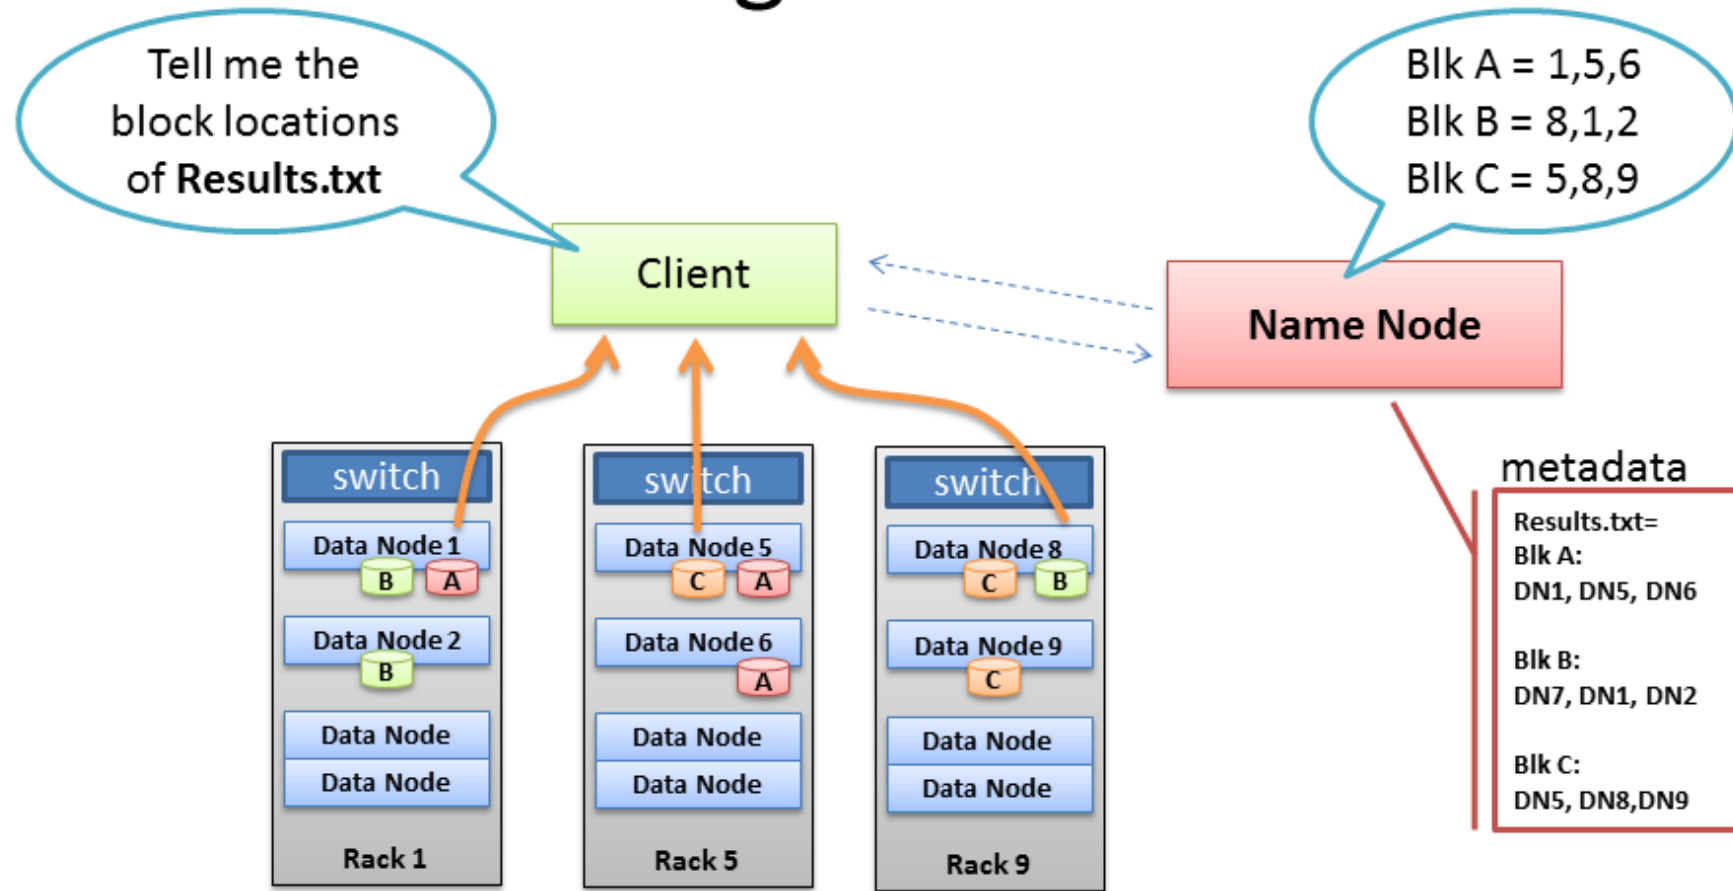 g
Tell me the
block locations
of Results.txt
Blk A = 1,5,6
Blk B = 8,1,2
Blk C = 5,8,9
Client
Name Node
switch
Data Node 1
B A
Data Node 2
B
Data Node
Data Node
Rack 1
switch
Data Node 5
C A
Data Node 6
A
Data Node
Data Node
Rack 5
switch
Data Node 8
C B
Data Node 9
C
Data Node
Data Node
Rack 9
metadata
Results.txt=
Blk A:
DN1, DN5, DN6
Blk B:
DN7, DN1, DN2
Blk C:
DN5, DN8,DN9